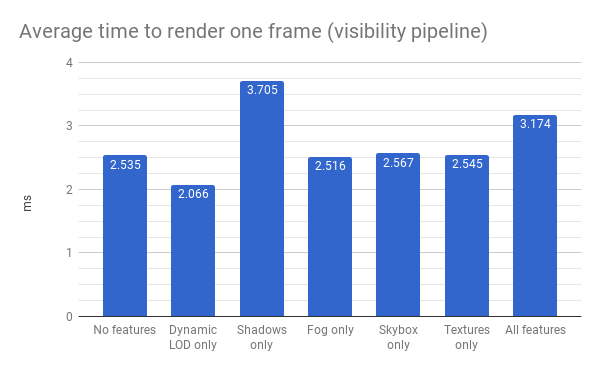 Average time to render one frame (visibility pipeline)
4
3
2
1
0
ms
2.535
2.066
3.705
2.516
2.567
2.545
3.174
No features
Dynamic
LOD only
Shadows
only
Fog only
Skybox
only
Textures
only
All features